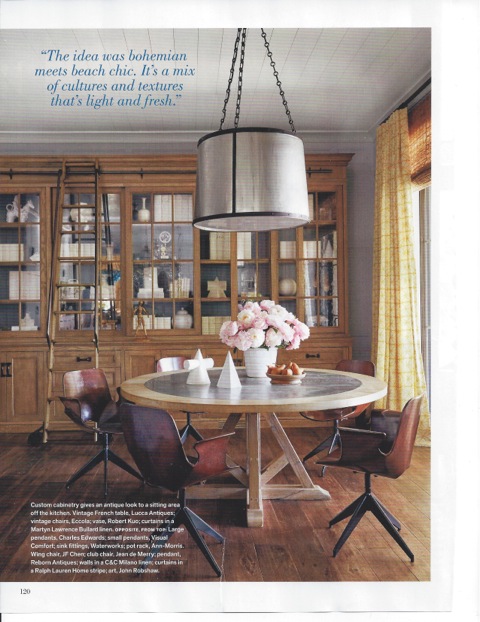 “The idea was bohemian
meets beach chic. It’s a mix
of cultures and textures
that’s light and fresh.”
Custom cabinetry gives an antique look to a sitting area
off the kitchen. Vintage French table, Lucca Antiques;
vintage chairs, Eccola; vase, Robert Kuo; curtains in a
Martyn Lawrence Bullard linen. OPPOSITE, FROM TOP: Large
pendants, Charles Edwards; small pendants, Visual
Comfort; sink fittings, Waterworks; pot rack, Ann-Morris.
Wing chair, JF Chen; club chair, Jean de Merry; pendant,
Reborn Antiques; walls in a C&C Milano linen; curtains in
a Ralph Lauren Home stripe; art, John Robshaw.
120